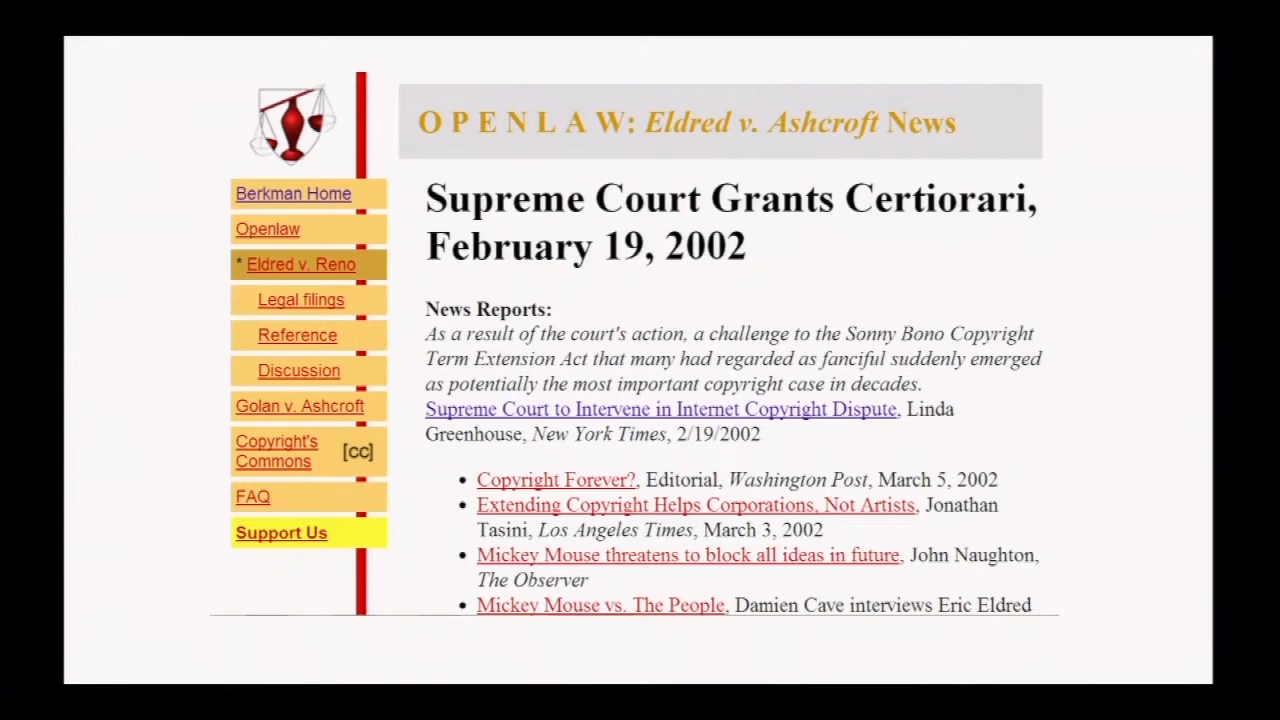 OPENLAW: Eldred v. Ashcroft News
Berkman Home
Openlaw
* Eldred v. Reno
Legal filings
Reference
Discussion
Golan v. Ashcroft
Copyright's
Commons
[cc]
FAQ
Support Us
Supreme Court Grants Certiorari,
February 19, 2002
News Reports:
As a result of the court's action, a challenge to the Sonny Bono Copyright
Term Extension Act that many had regarded as fanciful suddenly emerged
as potentially the most important copyright case in decades.
Supreme Court to Intervene in Internet Copyright Dispute, Linda
Greenhouse, New York Times, 2/19/2002
• Copyright Forever?, Editorial, Washington Post, March 5, 2002
• Extending Copyright Helps Corporations, Not Artists, Jonathan
Tasini, Los Angeles Times, March 3, 2002
• Mickey Mouse threatens to block all ideas in future, John Naughton,
The Observer
• Mickey Mouse vs. The People, Damien Cave interviews Eric Eldred